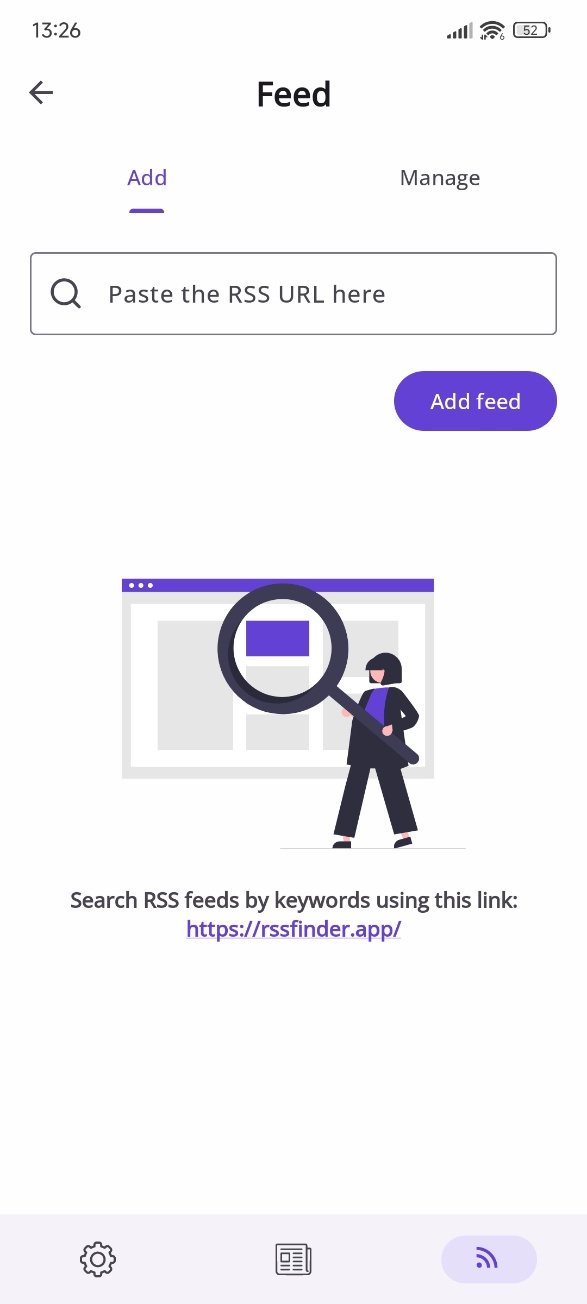 13:26
6
52
Feed
Add
Manage
Paste the RSS URL here
Add feed
Search RSS feeds by keywords using this link:
https://rssfinder.app/